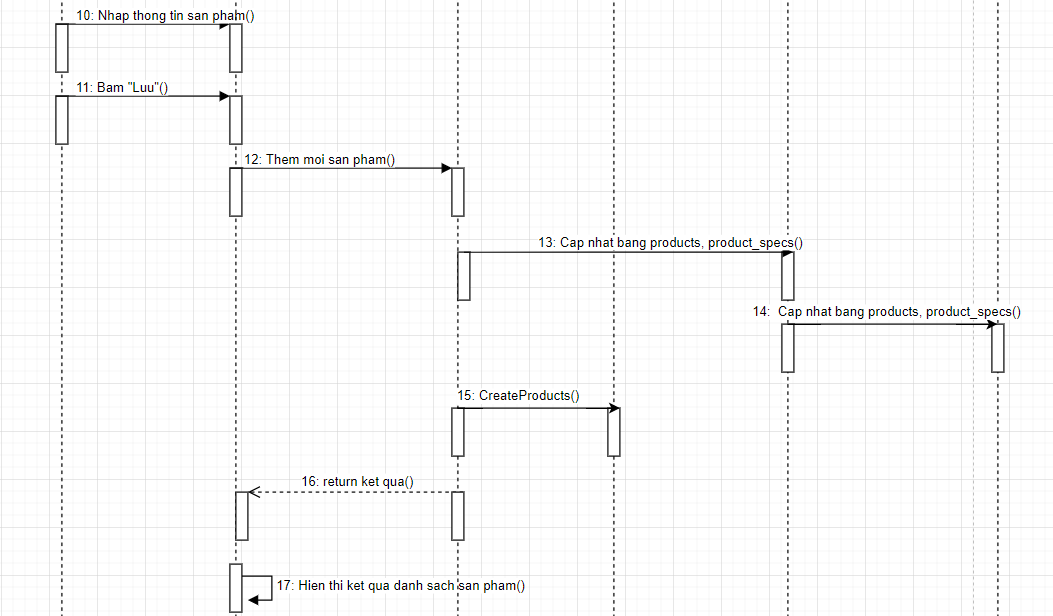 10: Nhap thong tin san pham()
11: Bam "Luu"()
12: Them moi san pham()
13: Cap nhat bang products, product_specs()
14: Cap nhat bang products, product_specs()
15: CreateProducts()
16: return ket qua()
17: Hien thi ket qua danh sach san pham()